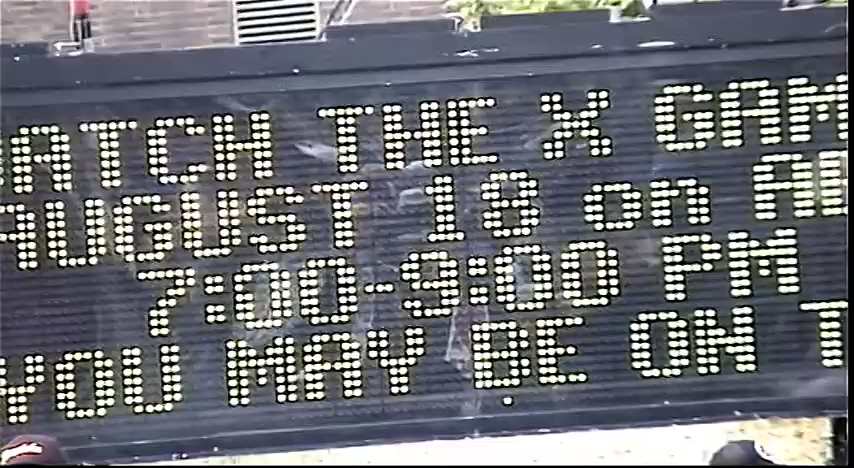 ATCH THE X GAM
AUGUST 18 on A
7:00-9:00 PM
YOU MAY BE ON T